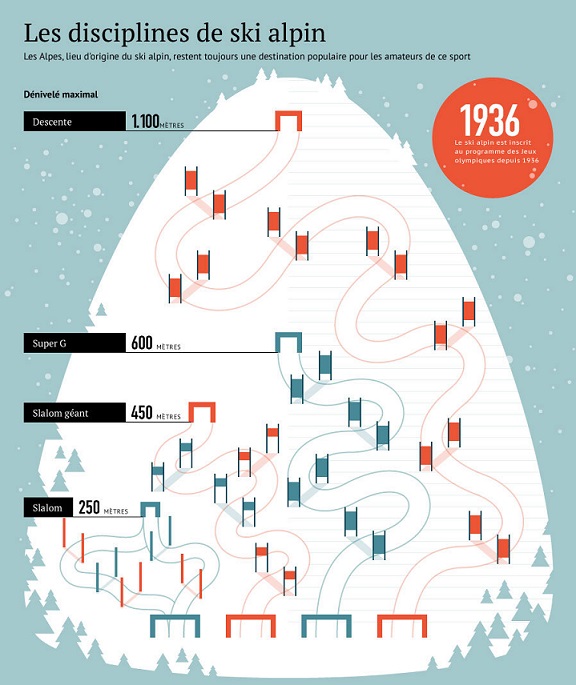 Les disciplines de ski alpin
Les Alpes, lieu d'origine du ski alpin, restent toujours une destination populaire pour les amateurs de ce sport
Dénivelé maximal
Descente 1.100 MÈTRES
1936
Le ski alpin est inscrit
au programme des Jeux
olympiques depuis 1936
Super G 600 MÈTRES
Slalom géant 450 MÈTRES
Slalom 250 MÈTRES